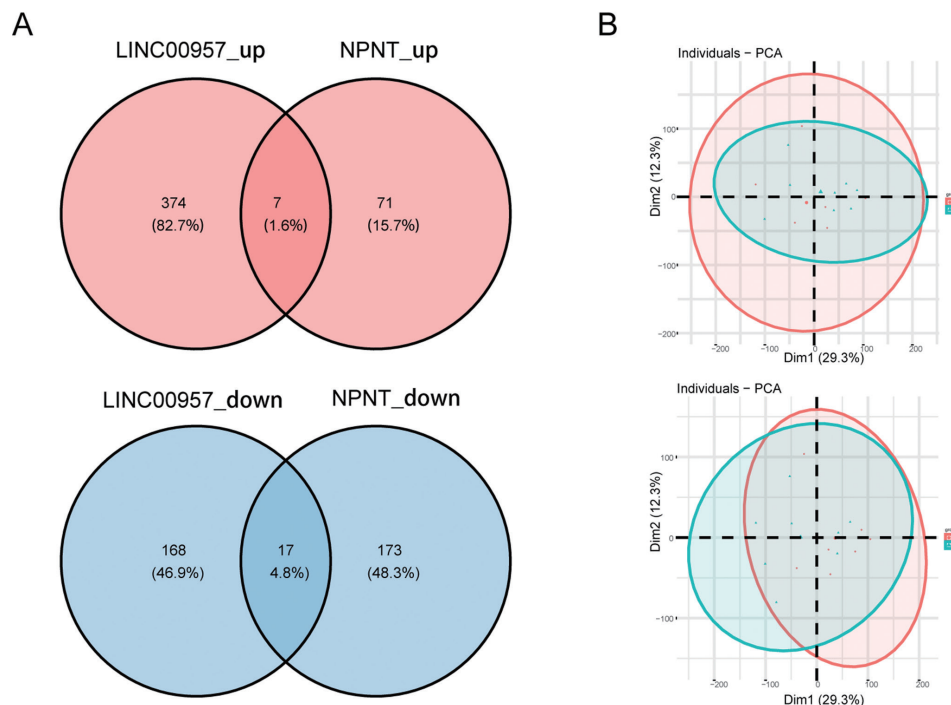 A
LINC00957_up
NPNT_up
374
(82.7%)
7
(1.6%)
71
(15.7%)
LINC00957_down
NPNT_down
168
(46.9%)
17
4.8%)
173
(48.3%)
B
Individuals – PCA
Dim2 (12.3%)
100
0
−100
−200
−200
−100
0
100
200
Dim1 (29.3%)
Individuals – PCA
Dim2 (12.3%)
100
0
−100
−200
−100
0
100
200
Dim1 (29.3%)